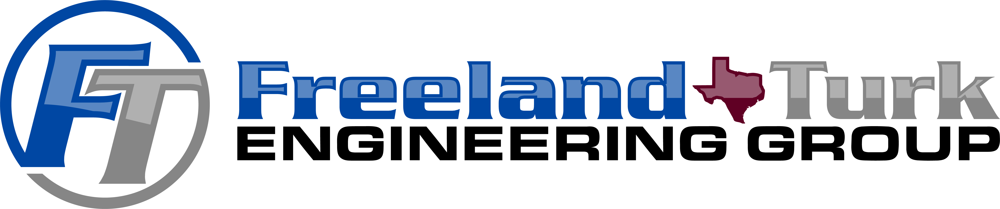 FT
Freeland Turk
ENGINEERING GROUP